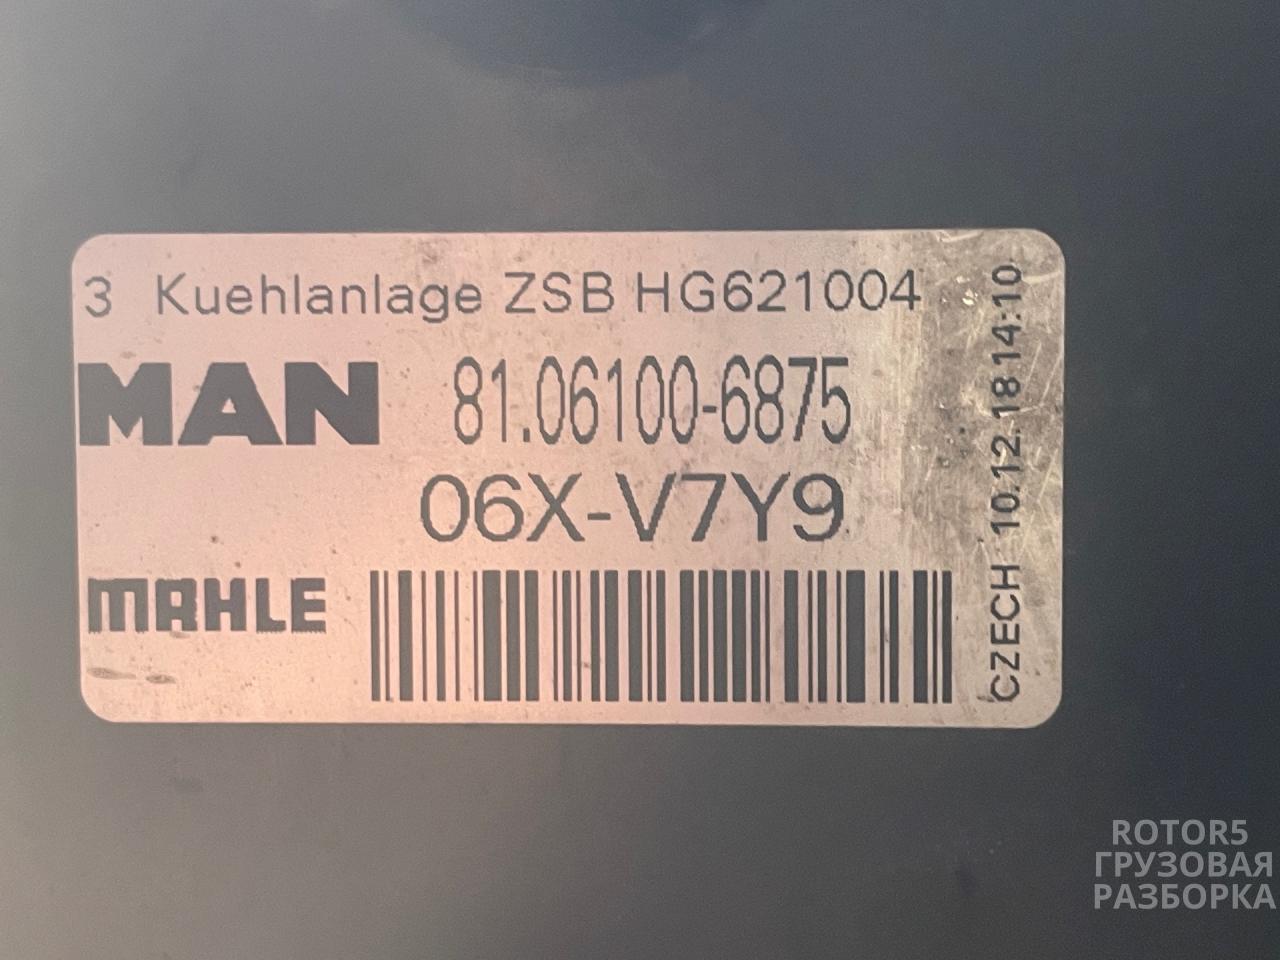 3 Kuehlanlage ZSB HG621004
MAN 81.06100-6875
06X-V7Y9
MAHLE
CZECH 10.12.18 14:10
ROTOR5
ГРУЗОВАЯ
РАЗБОРКА